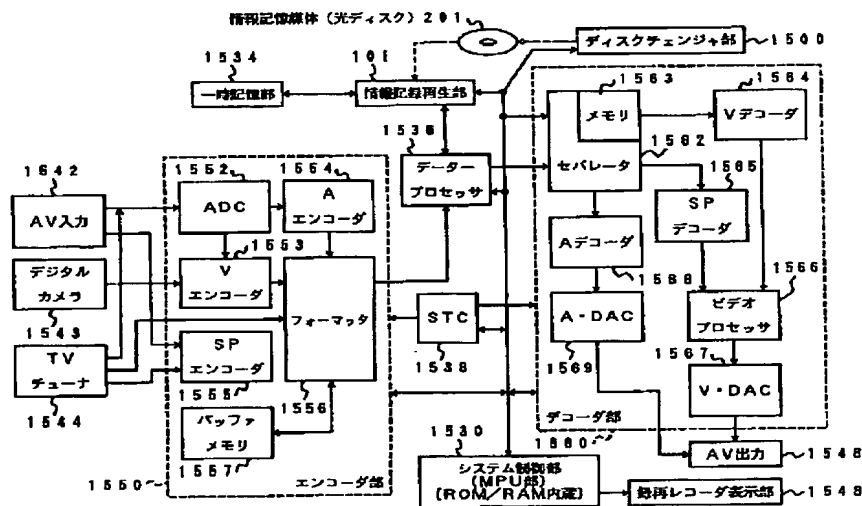 情報記憶媒体(光ディスク) 201
ディスクチェンジャ部 1500
1534
一時記憶部
101
情報記録再生部
1536
データー
プロセッサ
1563
メモリ
1562
セパレータ
1564
Vデコーダ
1565
SP
デコーダ
Aデコーダ
1568
A・DAC
1569
1566
ビデオ
プロセッサ
1567
V・DAC
デコーダ部
1560
AV出力 1546
1642
AV入力
デジタル
カメラ
1543
TV
チューナ
1544
1552
ADC
1554
A
エンコーダ
1553
V
エンコーダ
フォーマッタ
1556
SP
エンコーダ
1555
バッファ
メモリ
1557
1550
エンコーダ部
STC
1538
1530
システム制御部
(MPU部)
[ROM/RAM内蔵]
録再レコーダ表示部 1548